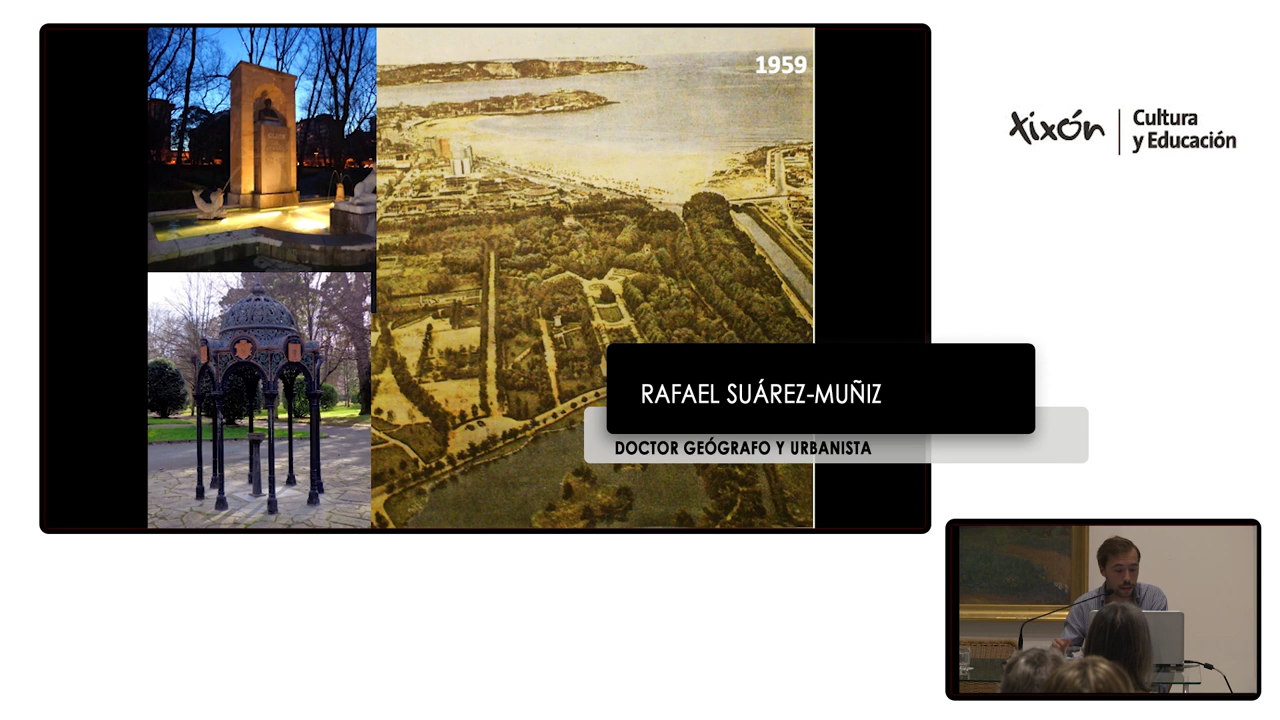 1959
xixón
Cultura
y Educación
RAFAEL SUÁREZ-MUÑIZ
DOCTOR GEÓGRAFO Y URBANISTA